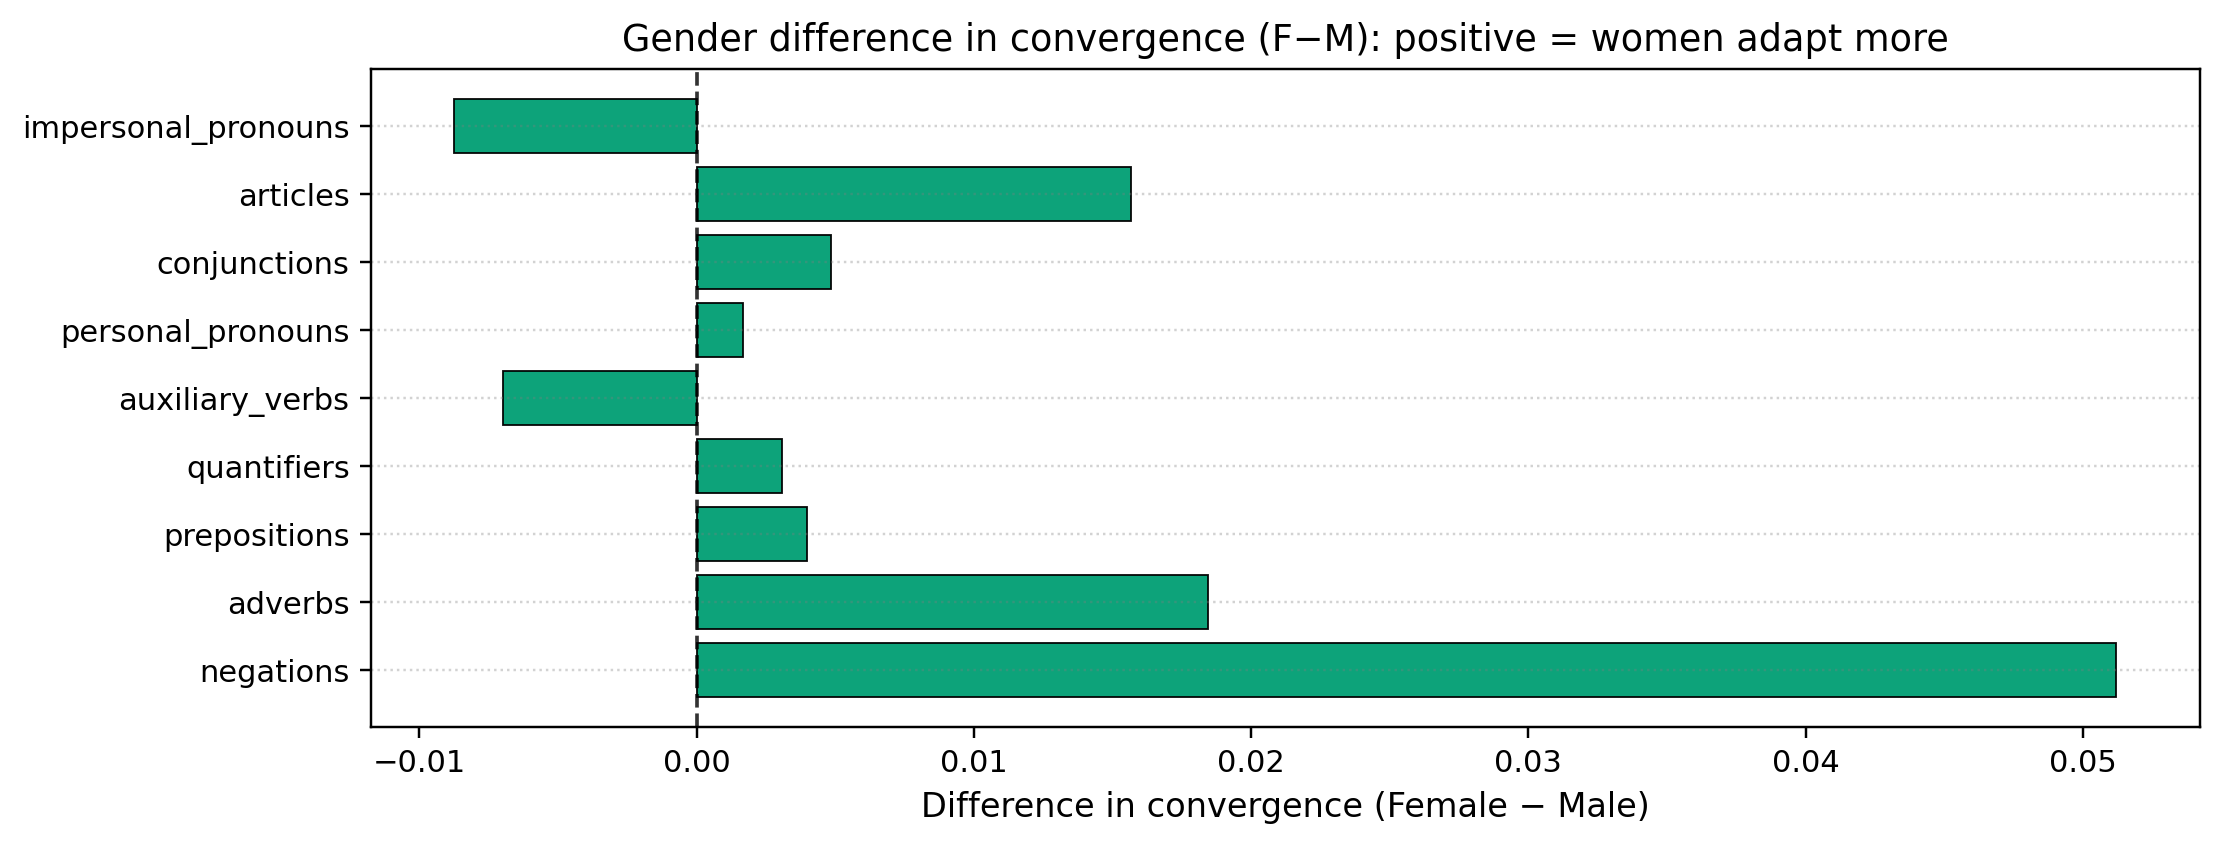 Gender difference in convergence (F−M): positive = women adapt more
impersonal_pronouns
articles
conjunctions
personal_pronouns
auxiliary_verbs
quantifiers
prepositions
adverbs
negations
−0.01 0.00 0.01 0.02 0.03 0.04 0.05
Difference in convergence (Female − Male)